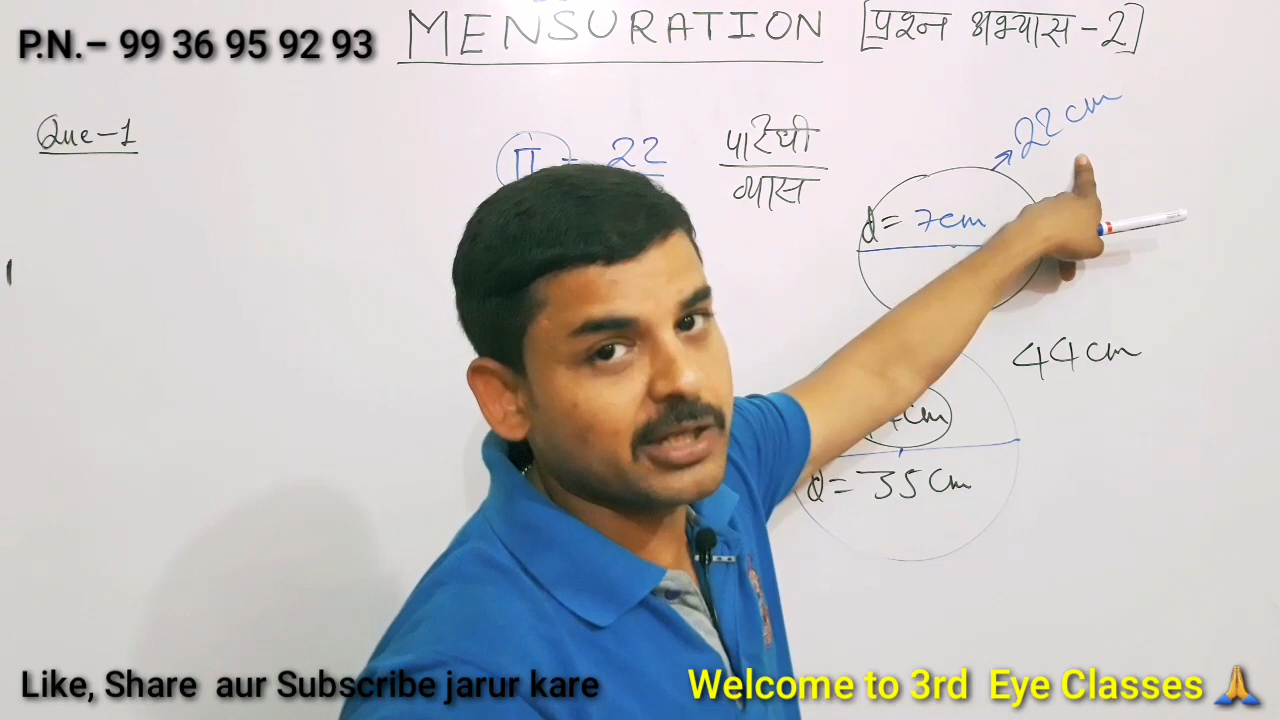 P.N.– 99 36 95 92 93
MENSURATION [प्रश्न अभ्यास -2]
Que-1
π = 22
परिधी
व्यास
22 cm
d = 7cm
44 cm
d = 35 cm
Like, Share aur Subscribe jarur kare
Welcome to 3rd Eye Classes 🙏